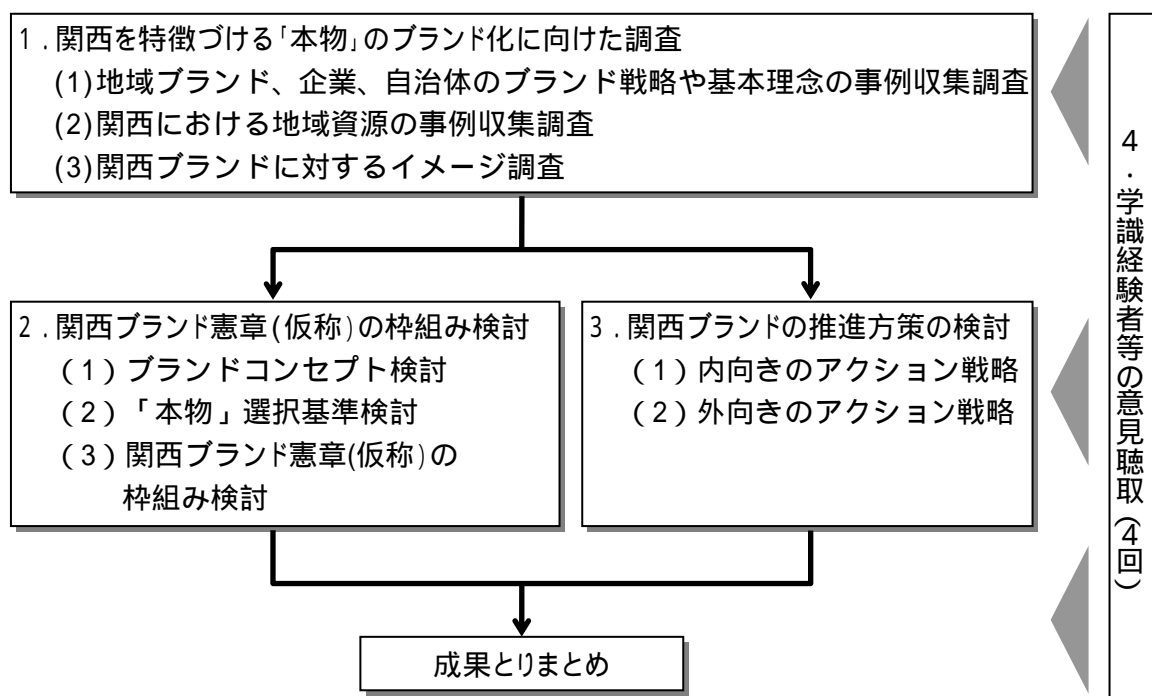 1.関西を特徴づける「本物」のブランド化に向けた調査
(1)地域ブランド、企業、自治体のブランド戦略や基本理念の事例収集調査
(2)関西における地域資源の事例収集調査
(3)関西ブランドに対するイメージ調査
2.関西ブランド憲章(仮称)の枠組み検討
(1)ブランドコンセプト検討
(2)「本物」選択基準検討
(3)関西ブランド憲章(仮称)の
枠組み検討
3.関西ブランドの推進方策の検討
(1)内向きのアクション戦略
(2)外向きのアクション戦略
成果とりまとめ
4.学識経験者等の意見聴取(4回)